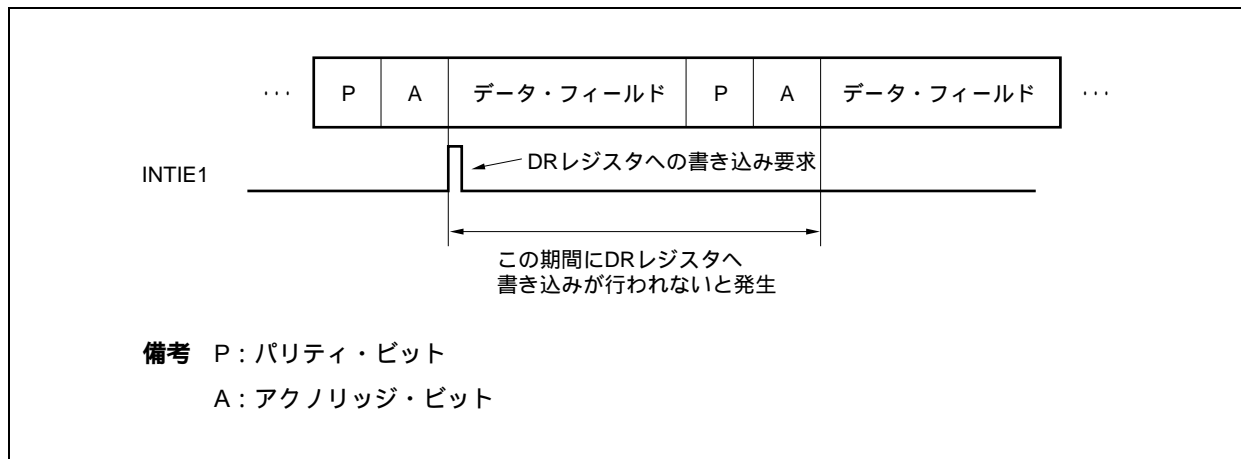 ··· P A データ・フィールド P A データ・フィールド ···
INTIE1
DRレジスタへの書き込み要求
この期間にDRレジスタへ
書き込みが行われないと発生
備考 P：パリティ・ビット
A：アクノリッジ・ビット